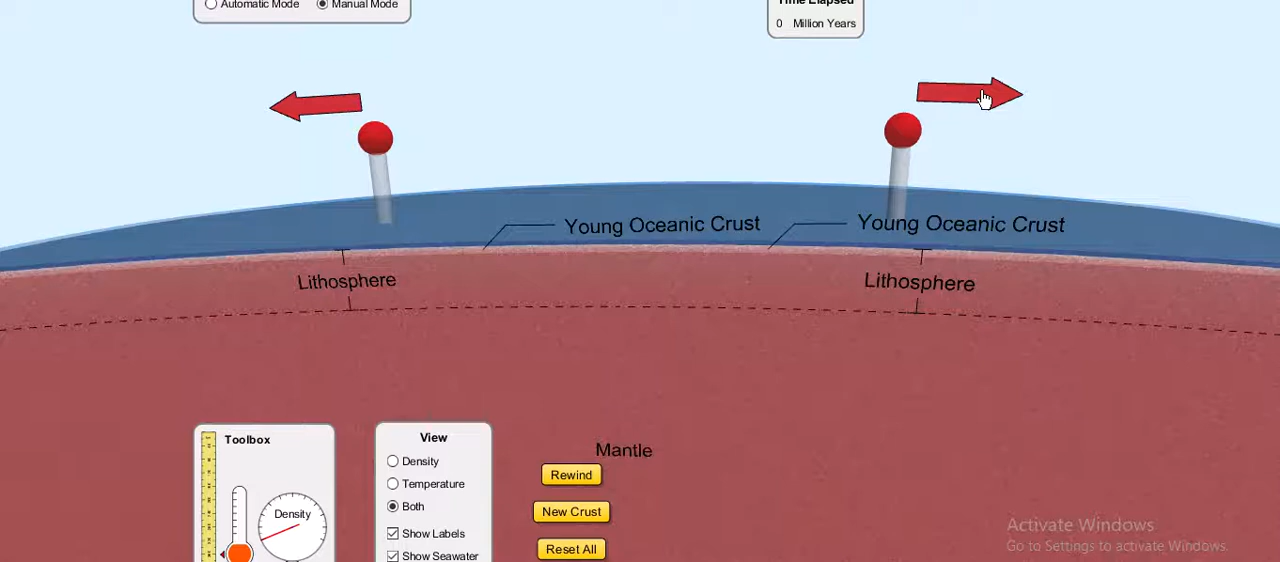 Automatic Mode Manual Mode
Time Elapsed
0 Million Years
Young Oceanic Crust Young Oceanic Crust
Lithosphere Lithosphere
Toolbox
Density
View
Density
Temperature
Both
Show Labels
Show Seawater
Mantle
Rewind
New Crust
Reset All
Activate Windows
Go to Settings to activate Windows.